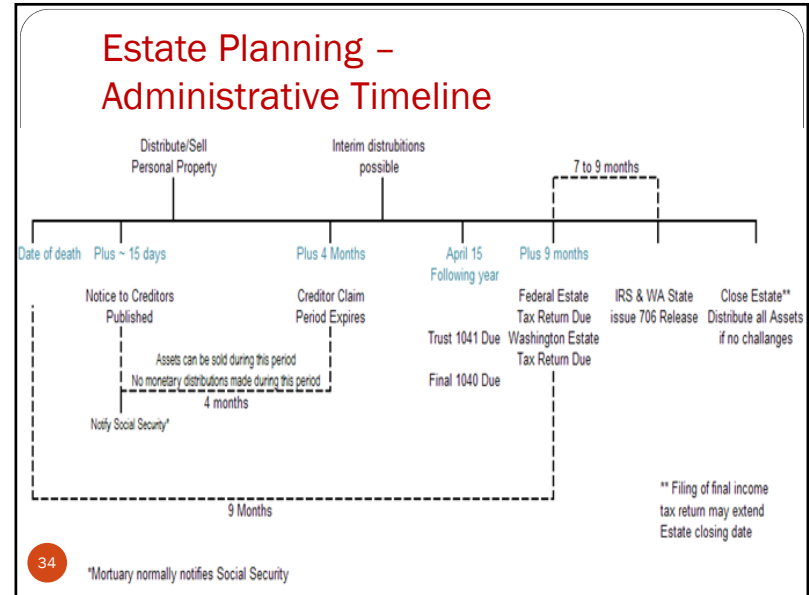 Estate Planning –
Administrative Timeline
Distribute/Sell
Personal Property
Interim distrubitions
possible
7 to 9 months
Date of death
Plus ~ 15 days
Plus 4 Months
April 15
Following year
Plus 9 months
Notice to Creditors
Published
Creditor Claim
Period Expires
Trust 1041 Due
Final 1040 Due
Federal Estate
Tax Return Due
Washington Estate
Tax Return Due
IRS & WA State
issue 706 Release
Close Estate**
Distribute all Assets
if no challanges
Assets can be sold during this period
No monetary distributions made during this period
4 months
Notify Social Security*
9 Months
** Filing of final income
tax return may extend
Estate closing date
34
*Mortuary normally notifies Social Security